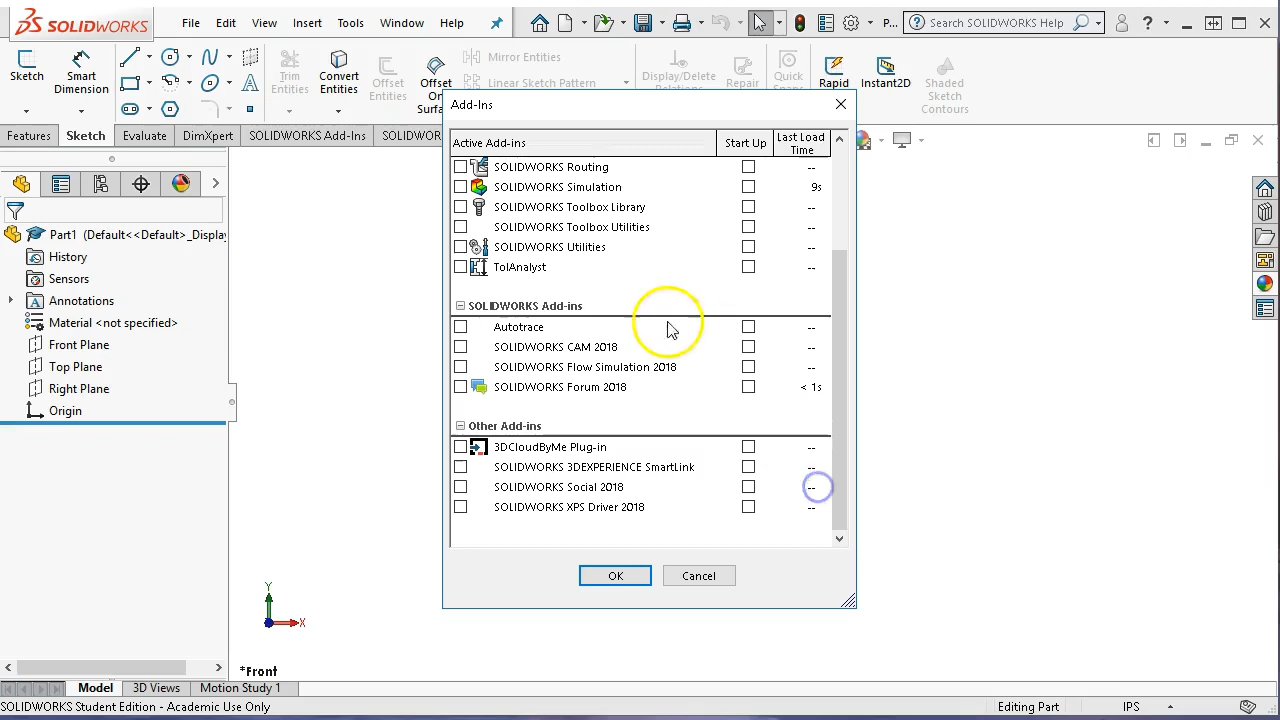 SOLIDWORKS File Edit View Insert Tools Window Help P... Search SOLIDWORKS Help
Sketch Smart Dimension Trim Entities Convert Entities Offset Entities Offset On Surf Mirror Entities Linear Sketch Pattern Display/Delete Repair Quick Snaps Rapid Instant2D Shaded Sketch Contours
Features Sketch Evaluate DimXpert SOLIDWORKS Add-Ins SOLIDWOR
Part1 (Default<<Default>_Display
History
Sensors
Annotations
Material <not specified>
Front Plane
Top Plane
Right Plane
Origin
Add-Ins
Active Add-ins Start Up Last Load Time
SOLIDWORKS Routing --
SOLIDWORKS Simulation 9s
SOLIDWORKS Toolbox Library --
SOLIDWORKS Toolbox Utilities --
SOLIDWORKS Utilities --
TolAnalyst --
SOLIDWORKS Add-ins
Autotrace --
SOLIDWORKS CAM 2018 --
SOLIDWORKS Flow Simulation 2018 --
SOLIDWORKS Forum 2018 < 1s
Other Add-ins
3DCloudByMe Plug-in --
SOLIDWORKS 3DEXPERIENCE SmartLink --
SOLIDWORKS Social 2018 --
SOLIDWORKS XPS Driver 2018 --
OK Cancel
Y
X
*Front
Model 3D Views Motion Study 1
SOLIDWORKS Student Edition - Academic Use Only Editing Part IPS